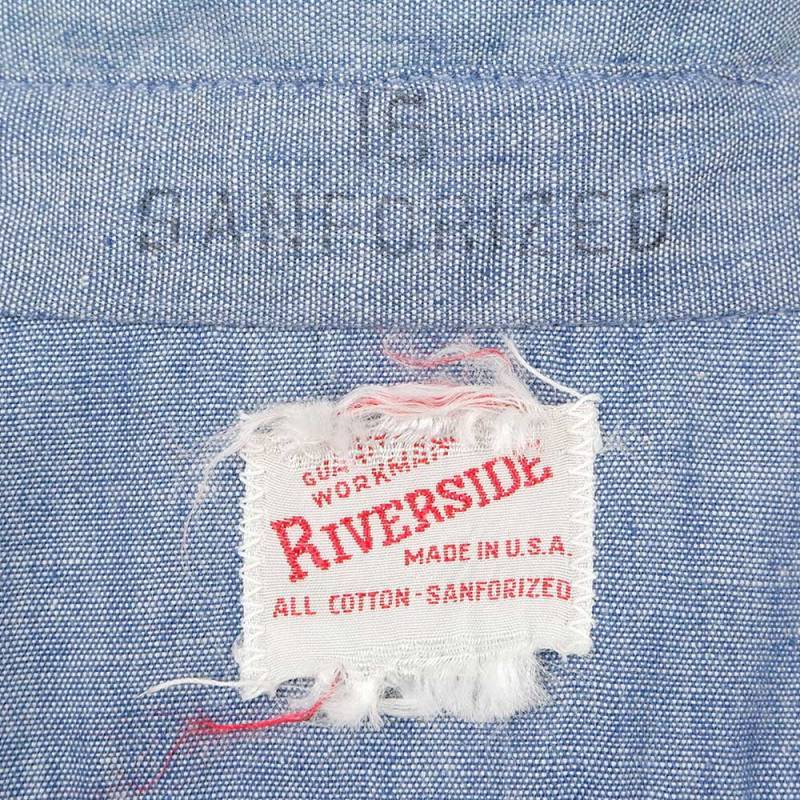 16
SANFORIZED
WORKMAN
RIVERSIDE
MADE IN U.S.A.
ALL COTTON - SANFORIZED